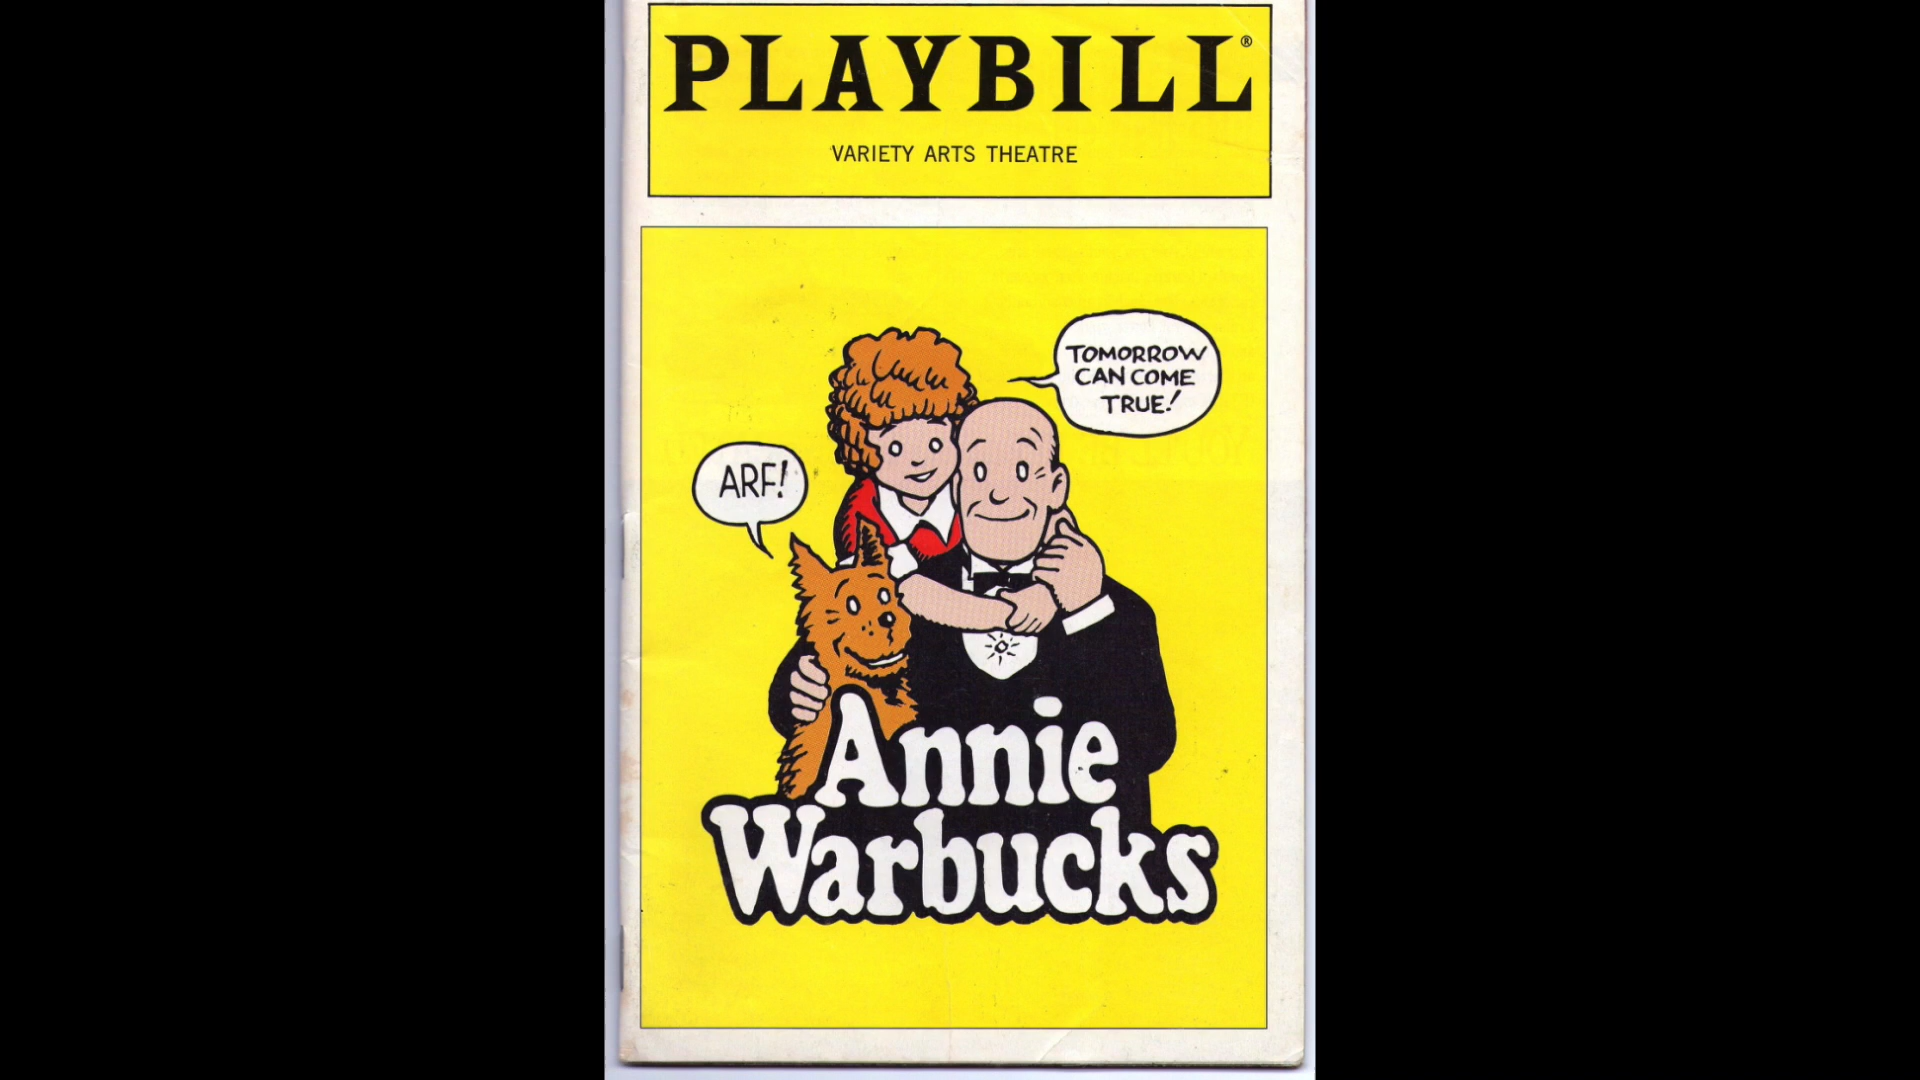 PLAYBILL®
VARIETY ARTS THEATRE
TOMORROW
CAN COME
TRUE!
ARF!
Annie
Warbucks